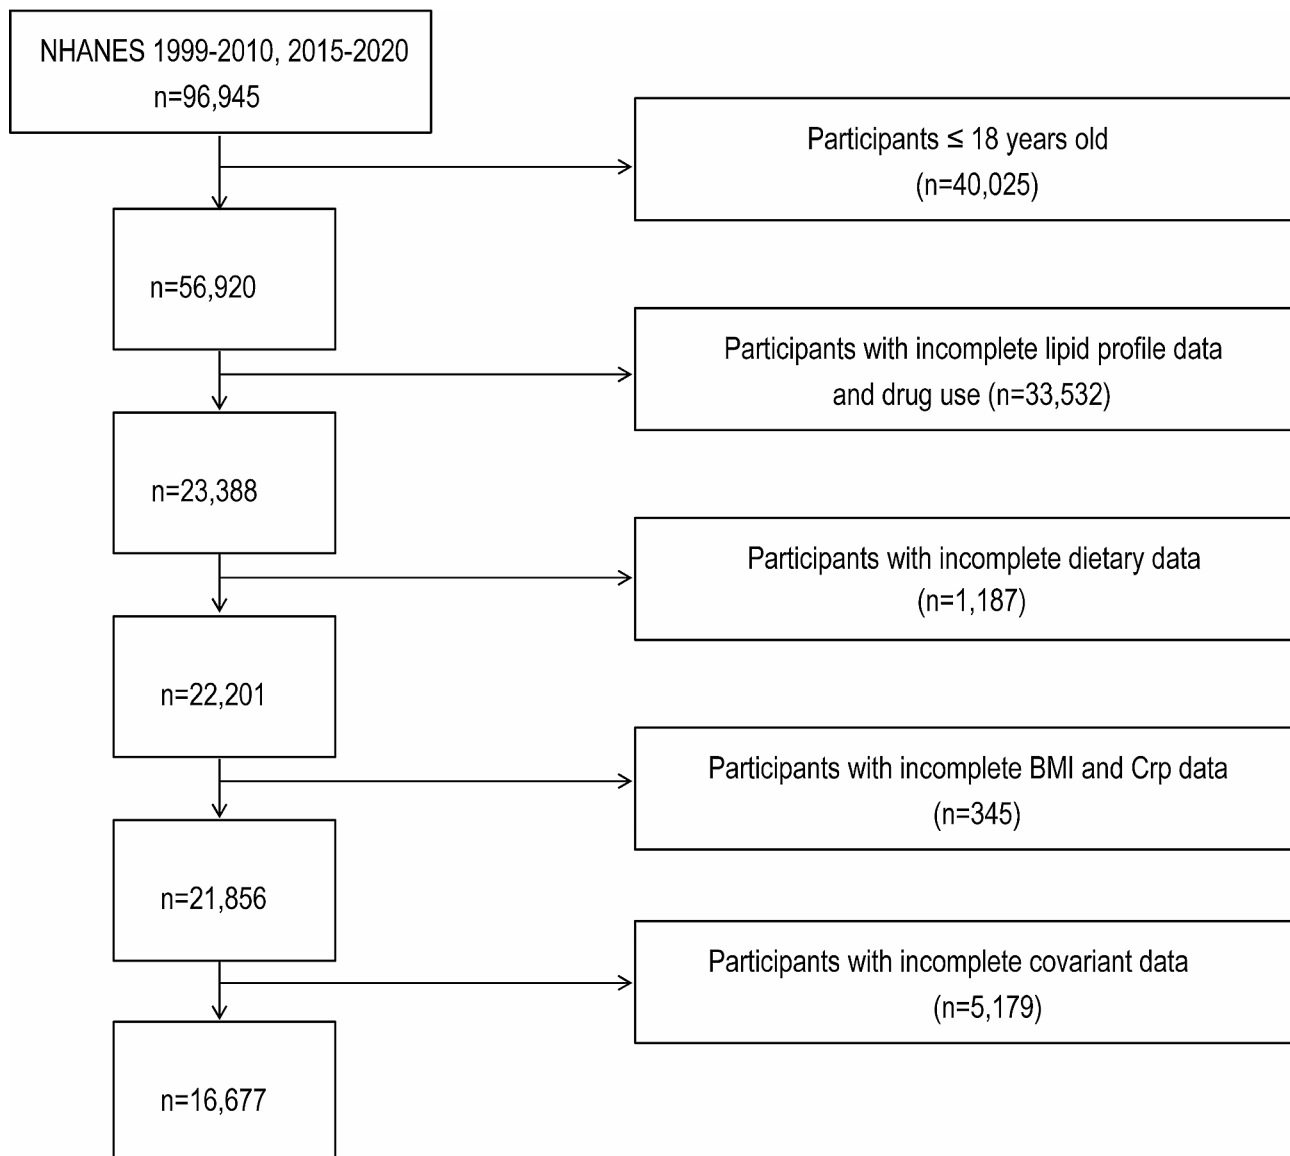 NHANES 1999-2010, 2015-2020
n=96,945
Participants ≤ 18 years old
(n=40,025)
n=56,920
Participants with incomplete lipid profile data
and drug use (n=33,532)
n=23,388
Participants with incomplete dietary data
(n=1,187)
n=22,201
Participants with incomplete BMI and Crp data
(n=345)
n=21,856
Participants with incomplete covariant data
(n=5,179)
n=16,677